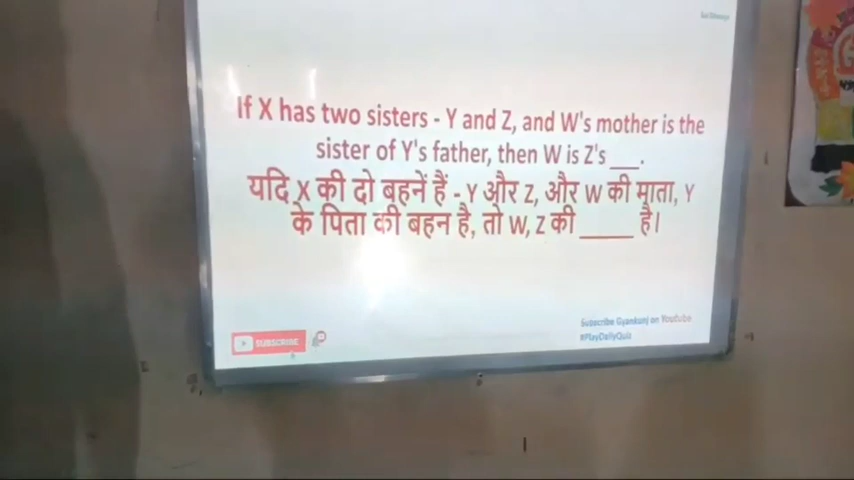 If X has two sisters - Y and Z, and W's mother is the
sister of Y's father, then W is Z's ___.
यदि X की दो बहनें हैं - Y और Z, और W की माता, Y
के पिता की बहन है, तो W, Z की _____ है।
SUBSCRIBE
Subscribe Gyankunj on Youtube
#PlayDailyQuiz